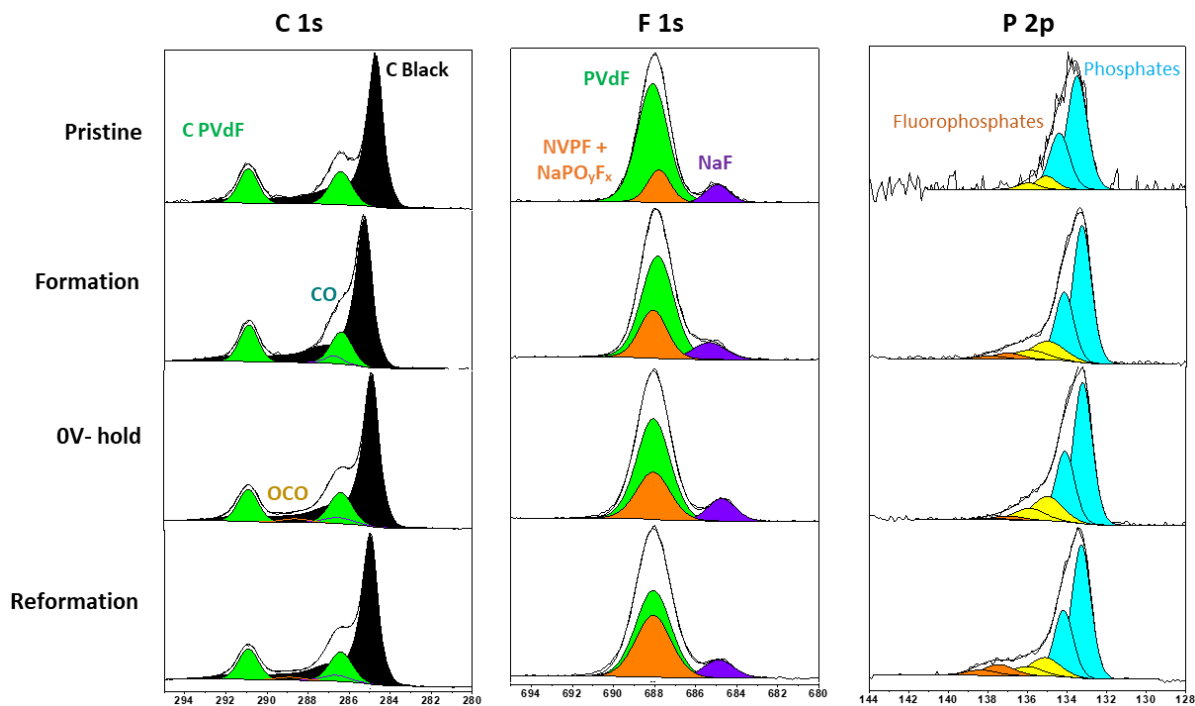 C 1s
F 1s
P 2p
Pristine
C PVdF
C Black
PVdF
NVPF +
NaPOyFx
NaF
Fluorophosphates
Phosphates
Formation
CO
0V- hold
OCO
Reformation
294 292 290 288 286 284 282 280
694 692 690 688 686 684 682 680
144 142 140 138 136 134 132 130 128